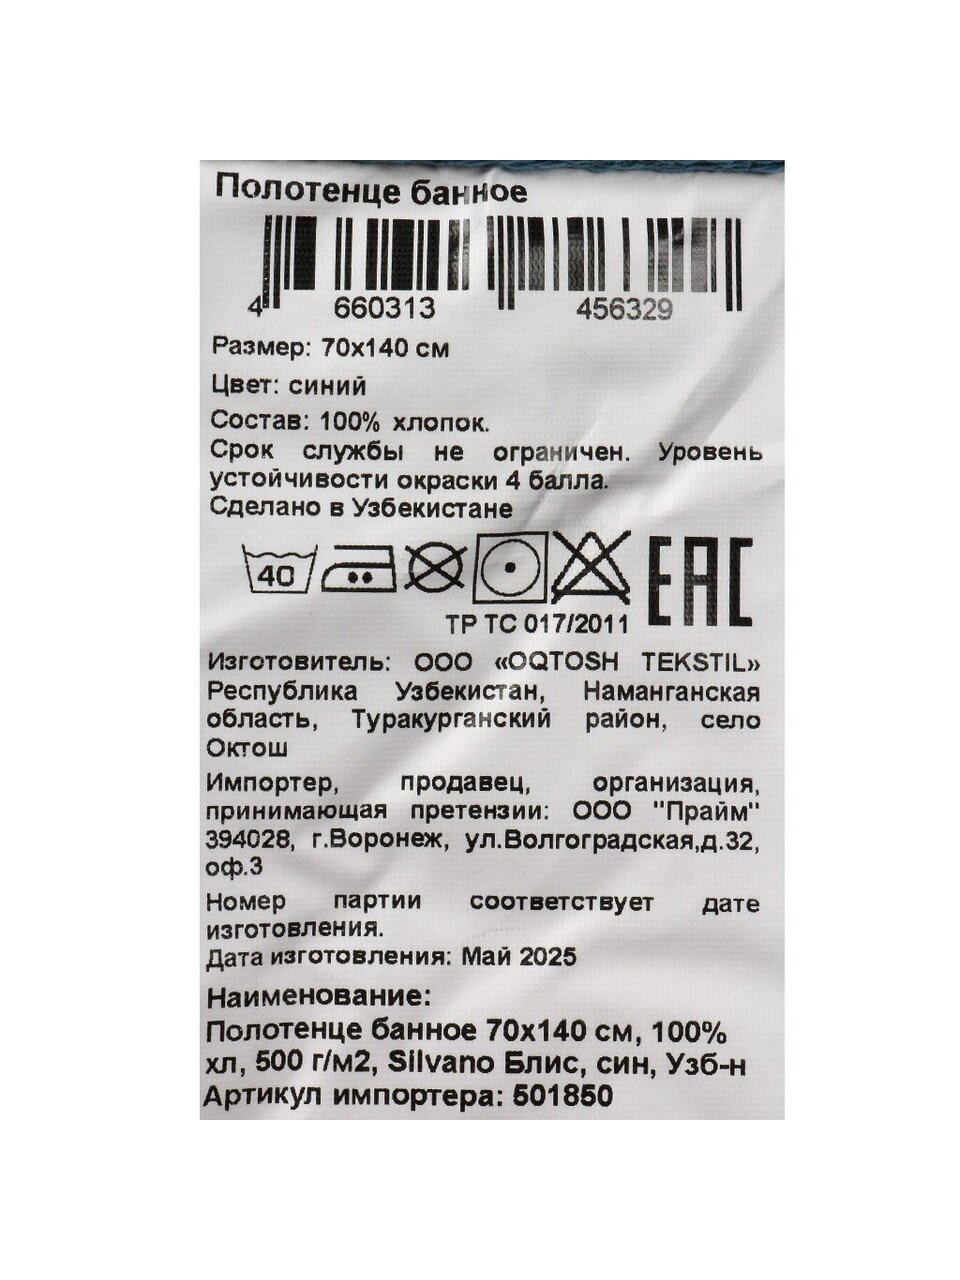 Полотенце банное
4 660313 456329
Размер: 70х140 см
Цвет: синий
Состав: 100% хлопок.
Срок службы не ограничен. Уровень
устойчивости окраски 4 балла.
Сделано в Узбекистане
40
ТР ТС 017/2011
EAC
Изготовитель: ООО «OQTOSH TEKSTIL»
Республика Узбекистан, Наманганская
область, Туракурганский район, село
Октош
Импортер, продавец, организация,
принимающая претензии: ООО "Прайм"
394028, г.Воронеж, ул.Волгоградская,д.32,
оф.3
Номер партии соответствует дате
изготовления.
Дата изготовления: Май 2025
Наименование:
Полотенце банное 70х140 см, 100%
хл, 500 г/м2, Silvano Блис, син, Узб-н
Артикул импортера: 501850